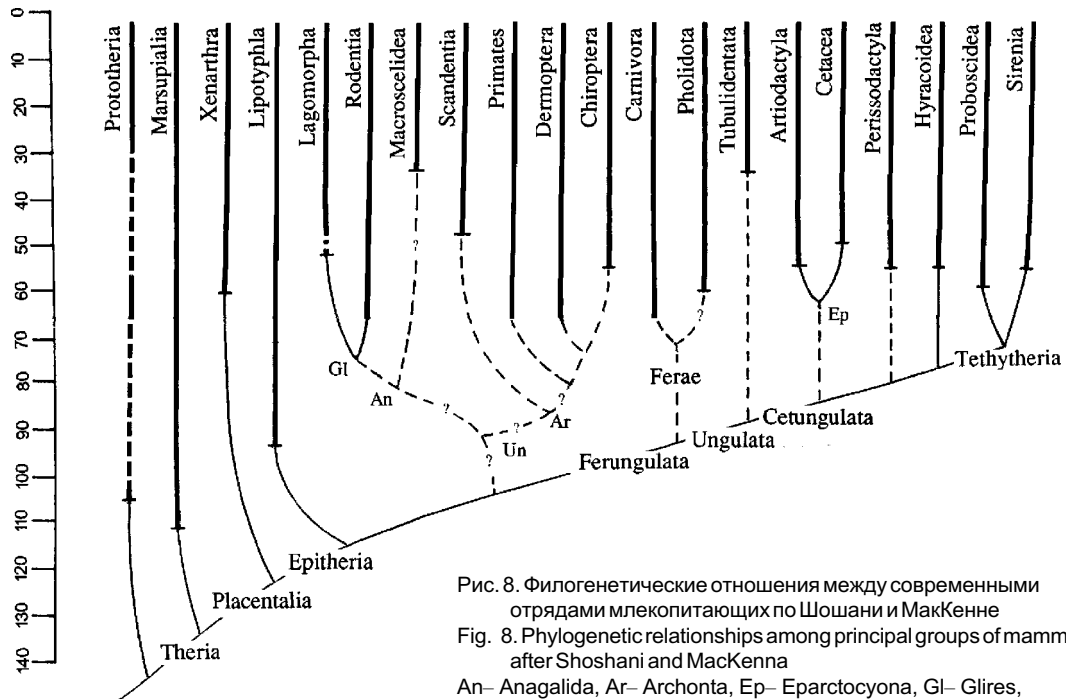 0
10
20
30
40
50
60
70
80
90
100
110
120
130
140
Prototheria
Marsupialia
Xenarthra
Lipotyphla
Lagomorpha
Rodentia
Macroscelidea
Scandentia
Primates
Dermoptera
Chiroptera
Carnivora
Pholidota
Tubulidentata
Artiodactyla
Cetacea
Perissodactyla
Hyracoidea
Proboscidea
Sirenia
?
?
Ep
Gl
An
?
?
?
Ar
Un
?
Ferae
Tethytheria
Cetungulata
Ungulata
Ferungulata
Epitheria
Placentalia
Theria
Рис. 8. Филогенетические отношения между современными
отрядами млекопитающих по Шошани и МакКенне
Fig. 8. Phylogenetic relationships among principal groups of mamm
after Shoshani and MacKenna
An– Anagalida, Ar– Archonta, Ep– Eparctocyona, Gl– Glires,